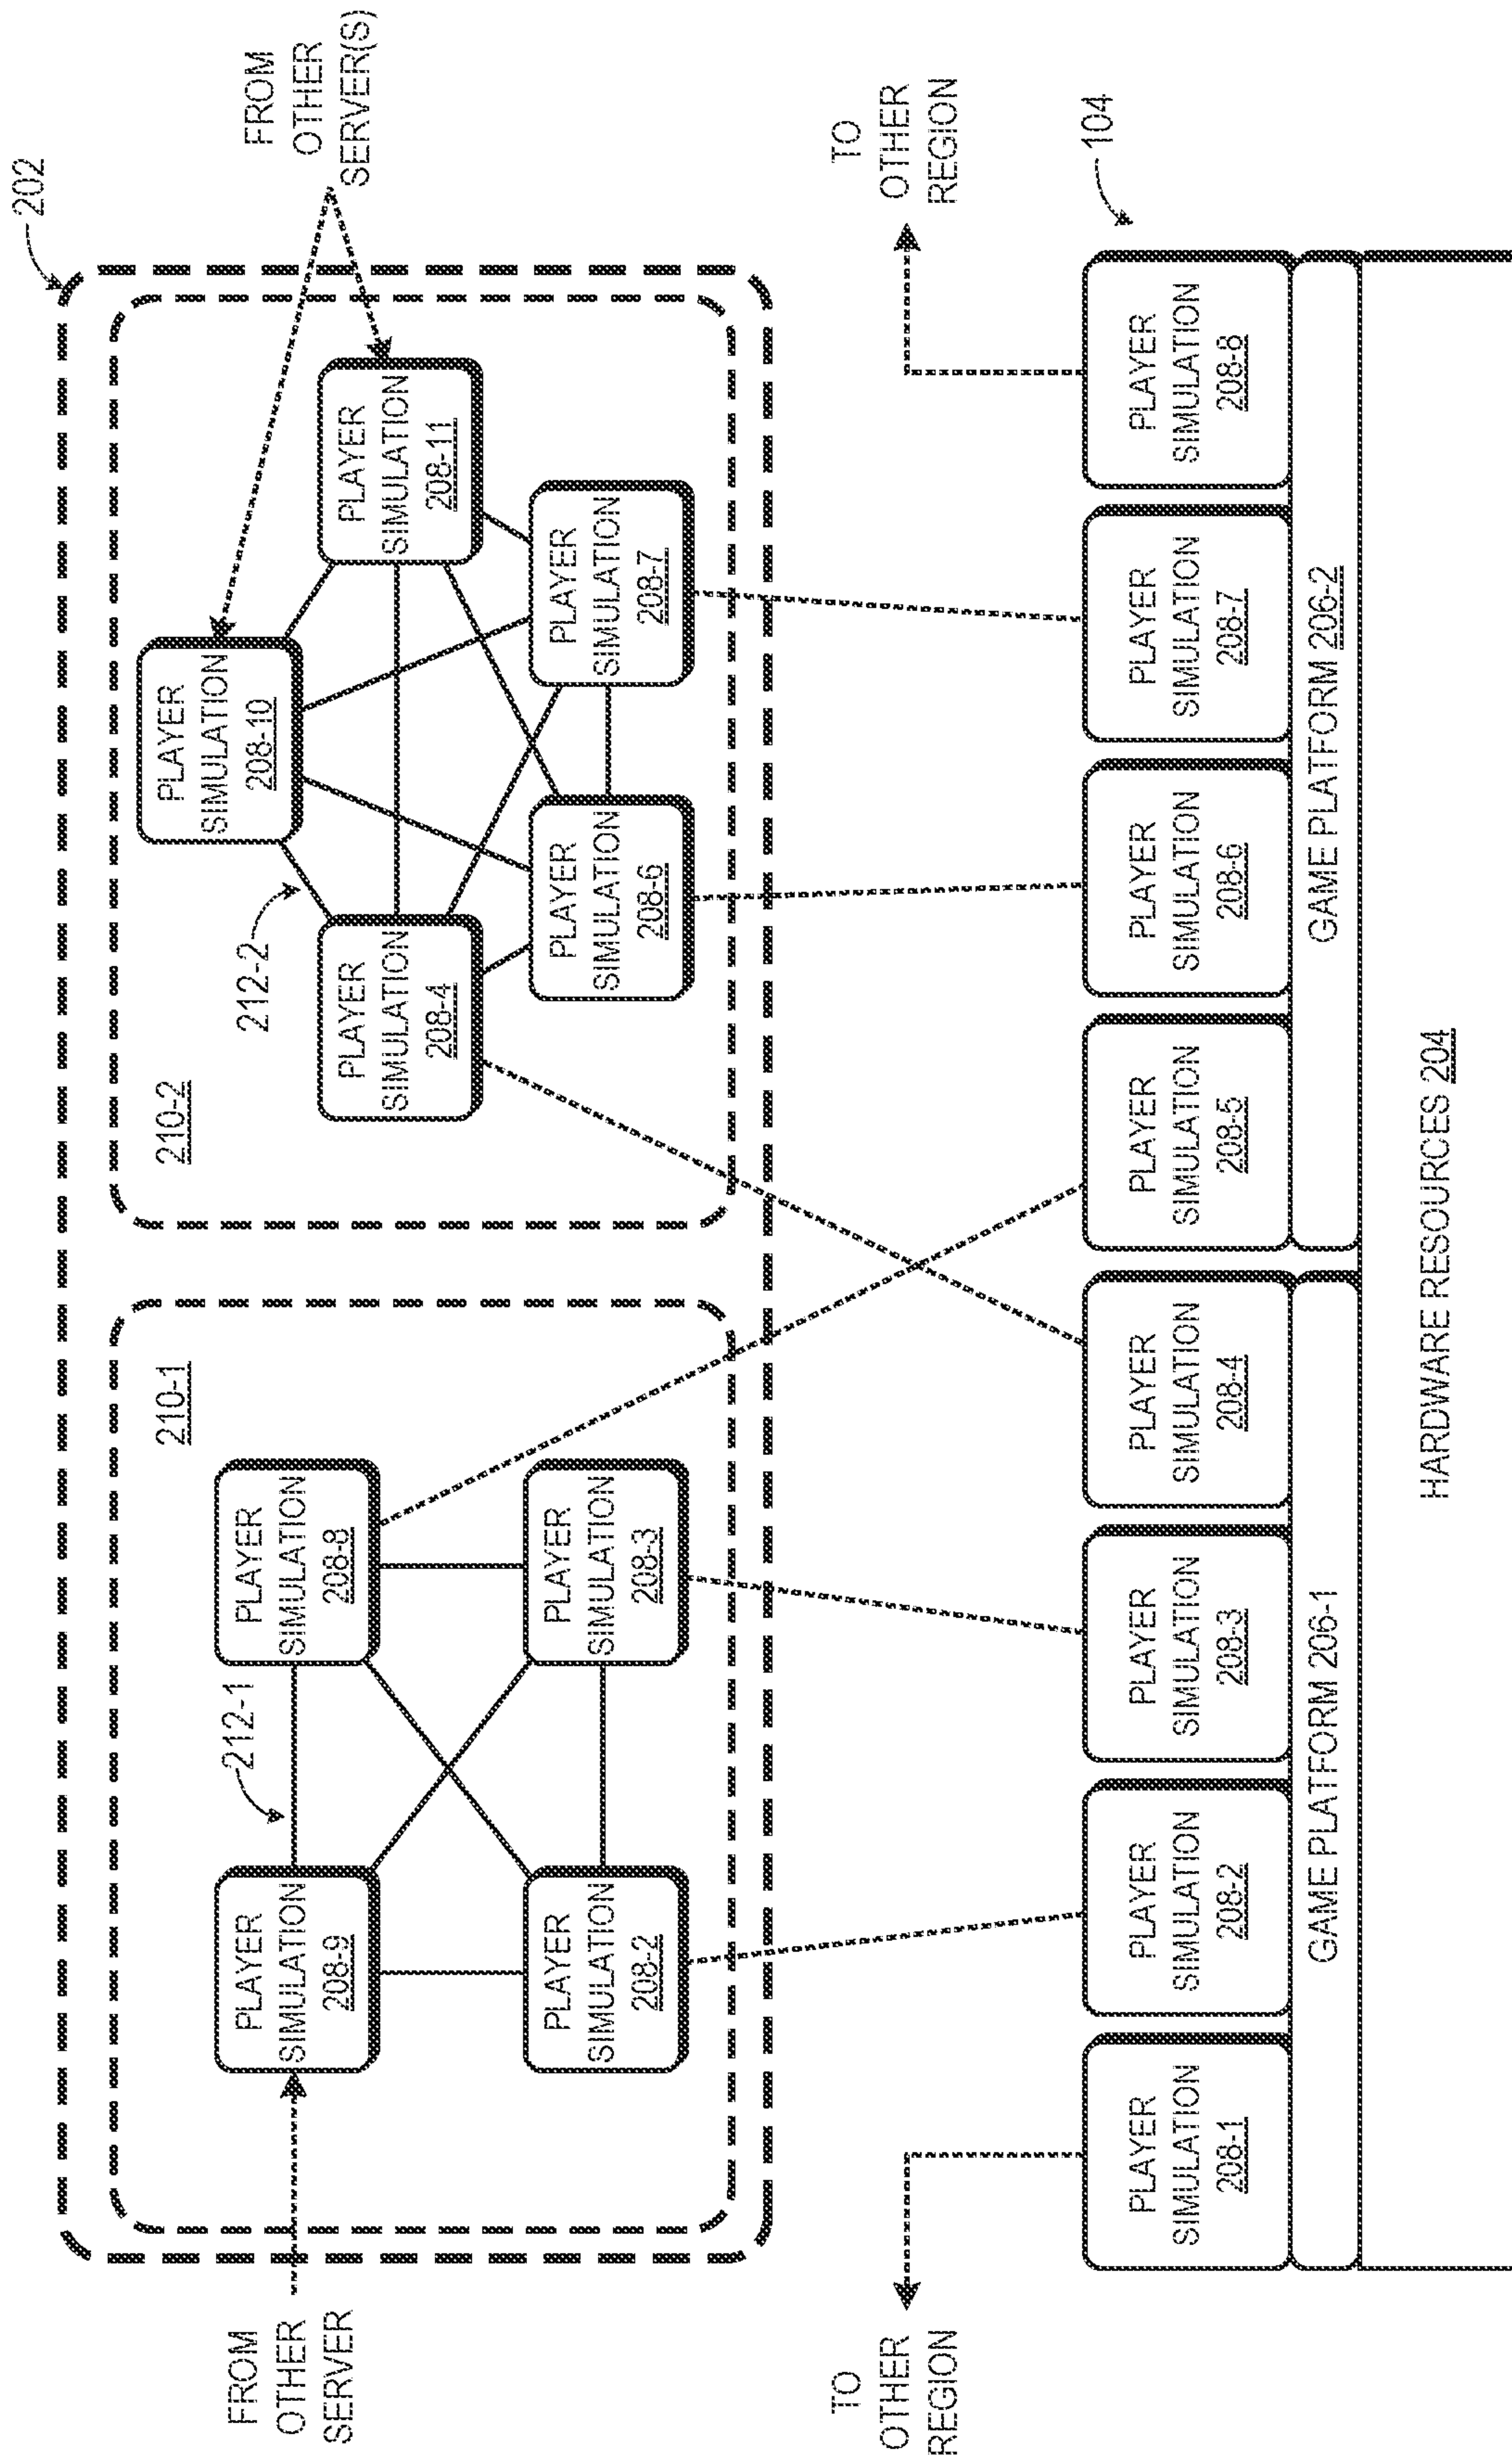 202
FROM
OTHER
SERVER(S)
210-1
210-2
212-1
212-2
PLAYER
SIMULATION
208-9
PLAYER
SIMULATION
208-8
PLAYER
SIMULATION
208-2
PLAYER
SIMULATION
208-3
PLAYER
SIMULATION
208-10
PLAYER
SIMULATION
208-4
PLAYER
SIMULATION
208-11
PLAYER
SIMULATION
208-6
PLAYER
SIMULATION
208-7
FROM
OTHER
SERVER
TO
OTHER
REGION
TO
OTHER
REGION
104
PLAYER
SIMULATION
208-1
PLAYER
SIMULATION
208-2
PLAYER
SIMULATION
208-3
PLAYER
SIMULATION
208-4
PLAYER
SIMULATION
208-5
PLAYER
SIMULATION
208-6
PLAYER
SIMULATION
208-7
PLAYER
SIMULATION
208-8
GAME PLATFORM 206-1
GAME PLATFORM 206-2
HARDWARE RESOURCES 204